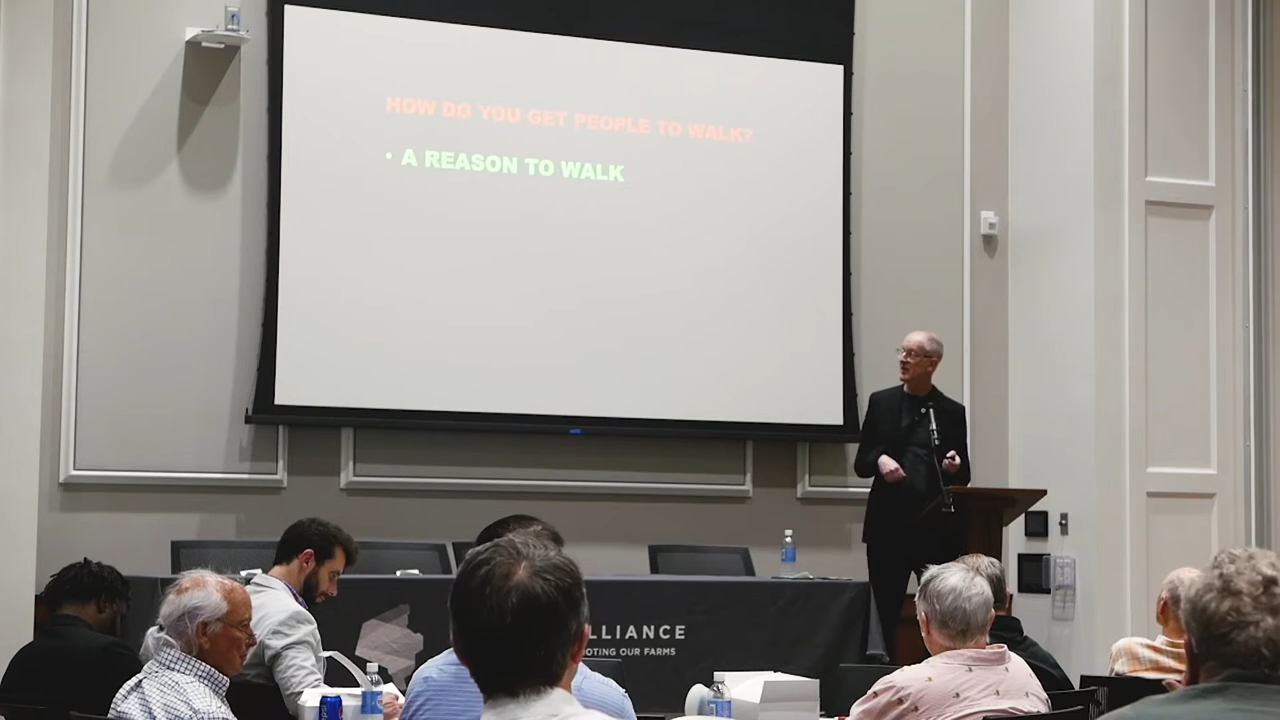 HOW DO YOU GET PEOPLE TO WALK?
• A REASON TO WALK
LLIANCE
OTING OUR FARMS